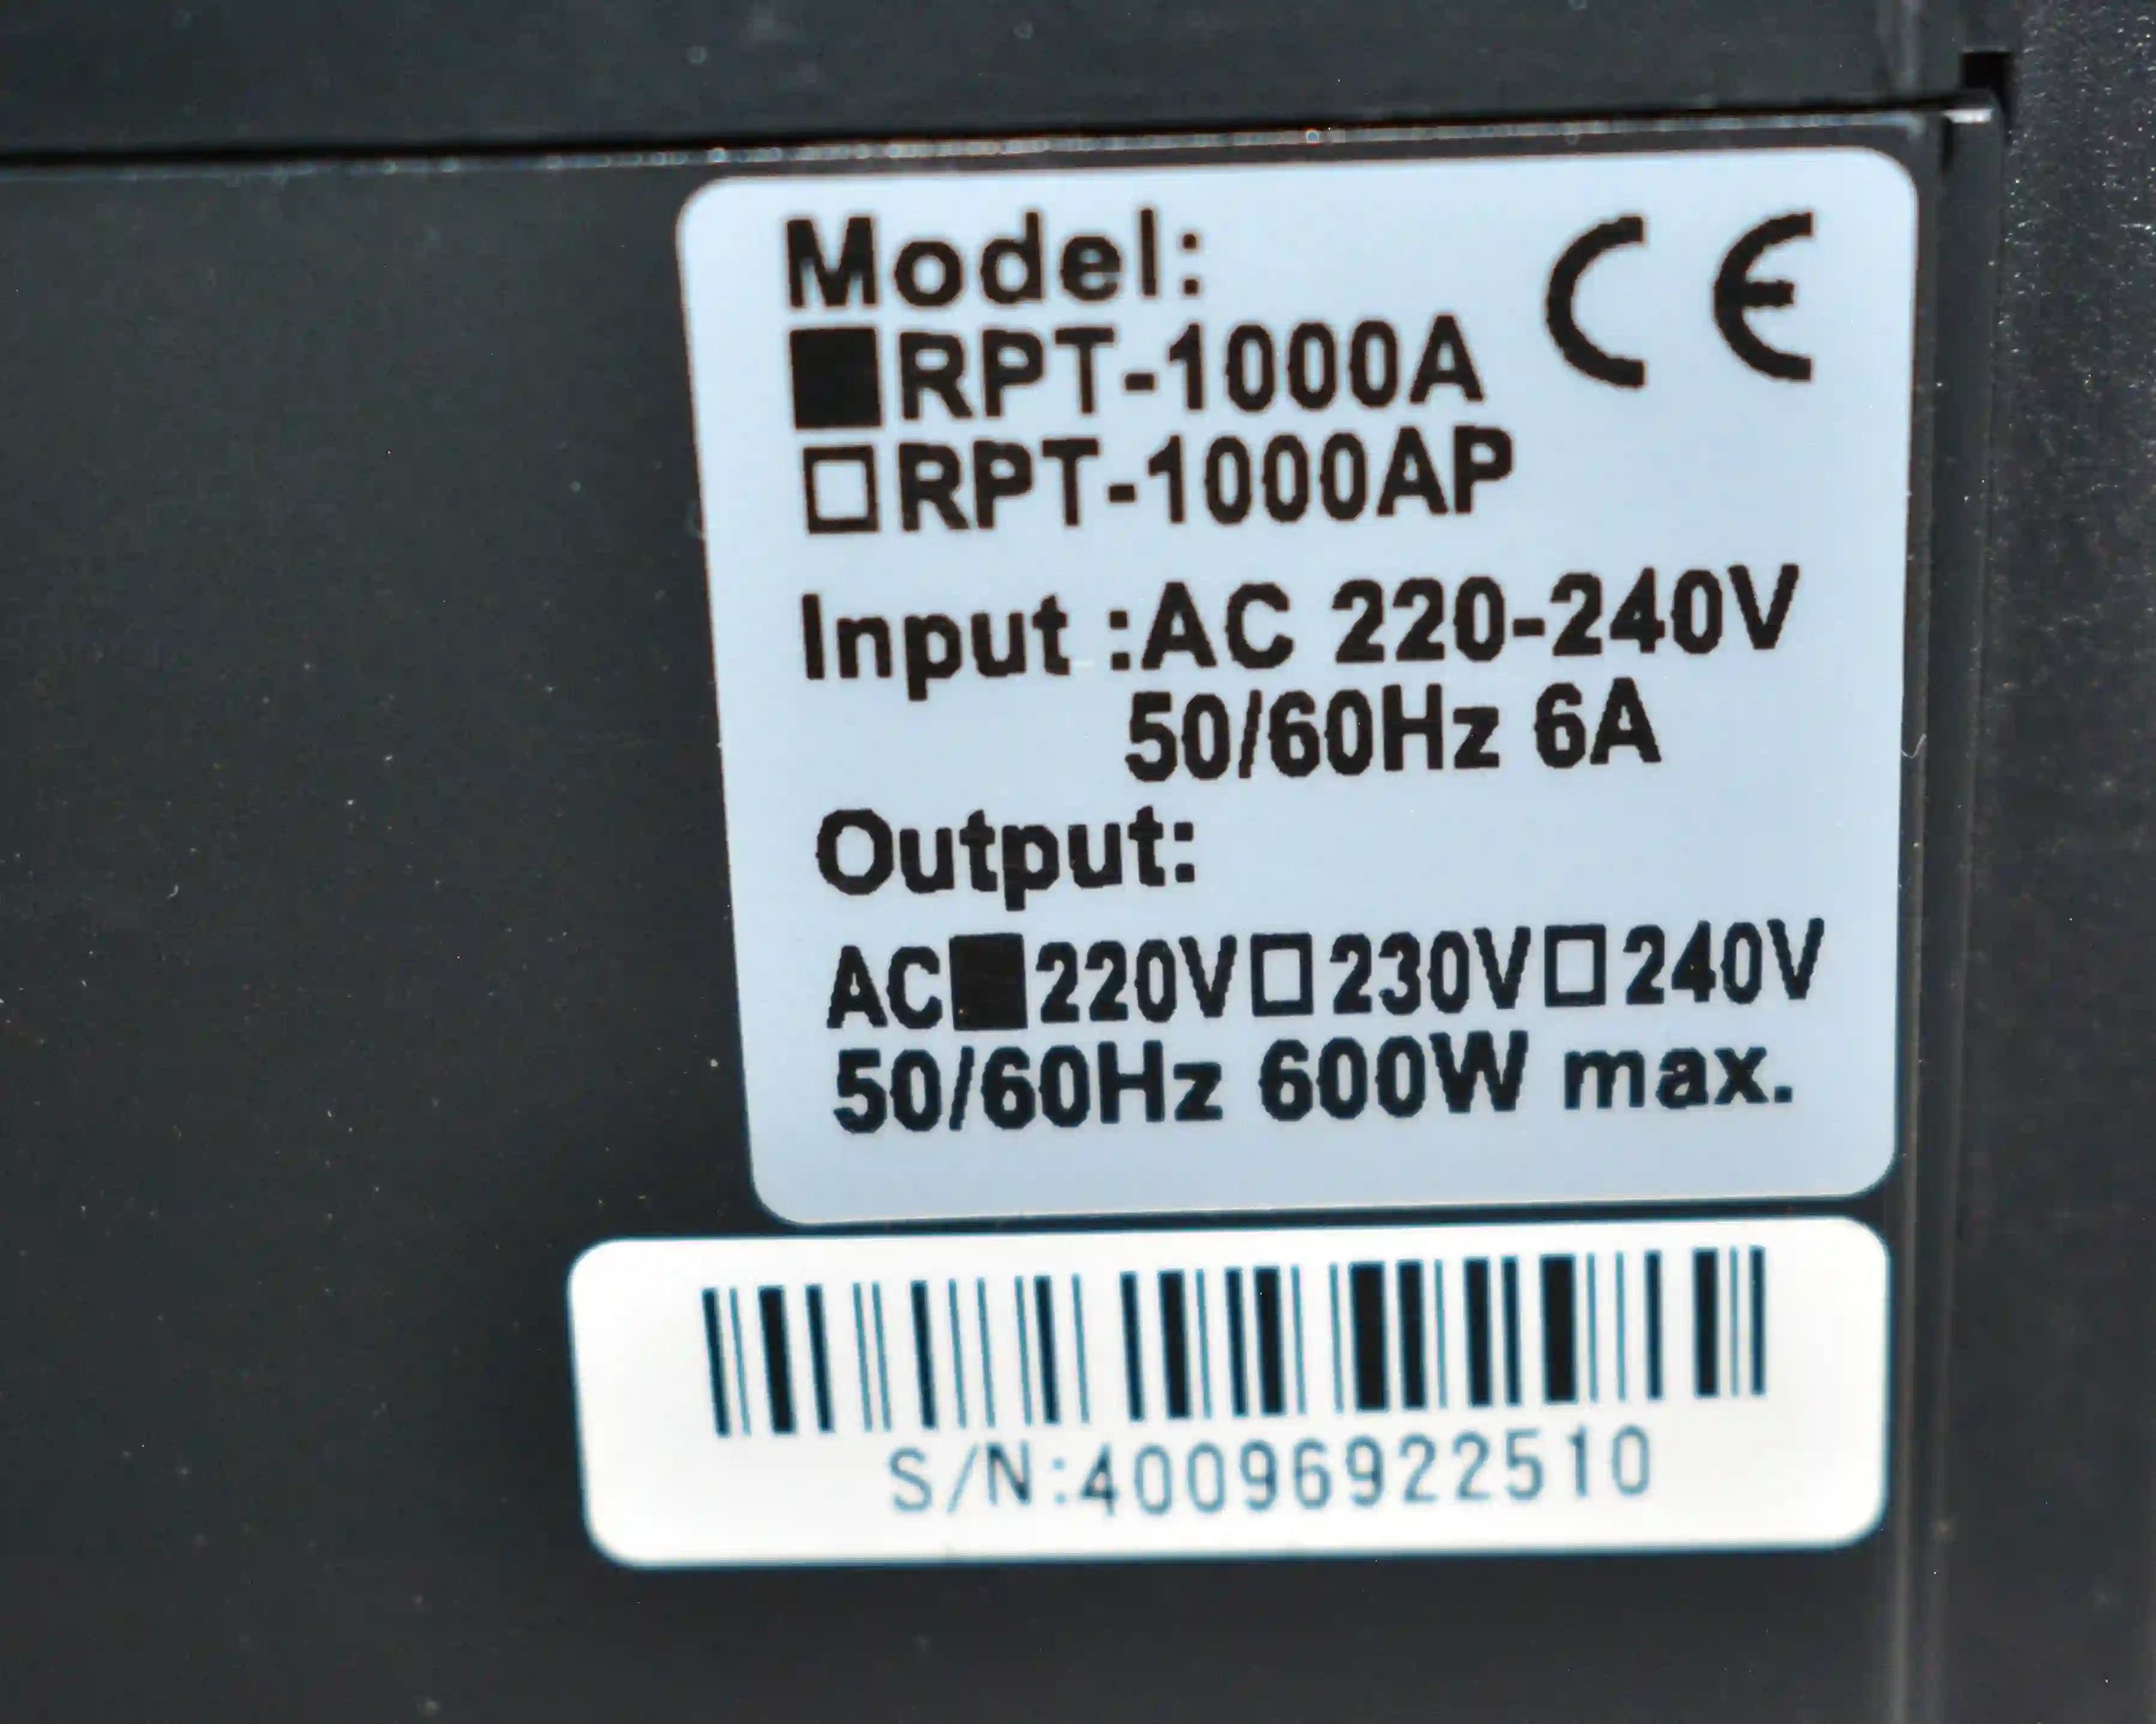 Model:
■RPT-1000A
□RPT-1000AP
CE
Input :AC 220-240V
50/60Hz 6A
Output:
AC■220V□230V□240V
50/60Hz 600W max.
S/N:40096922510